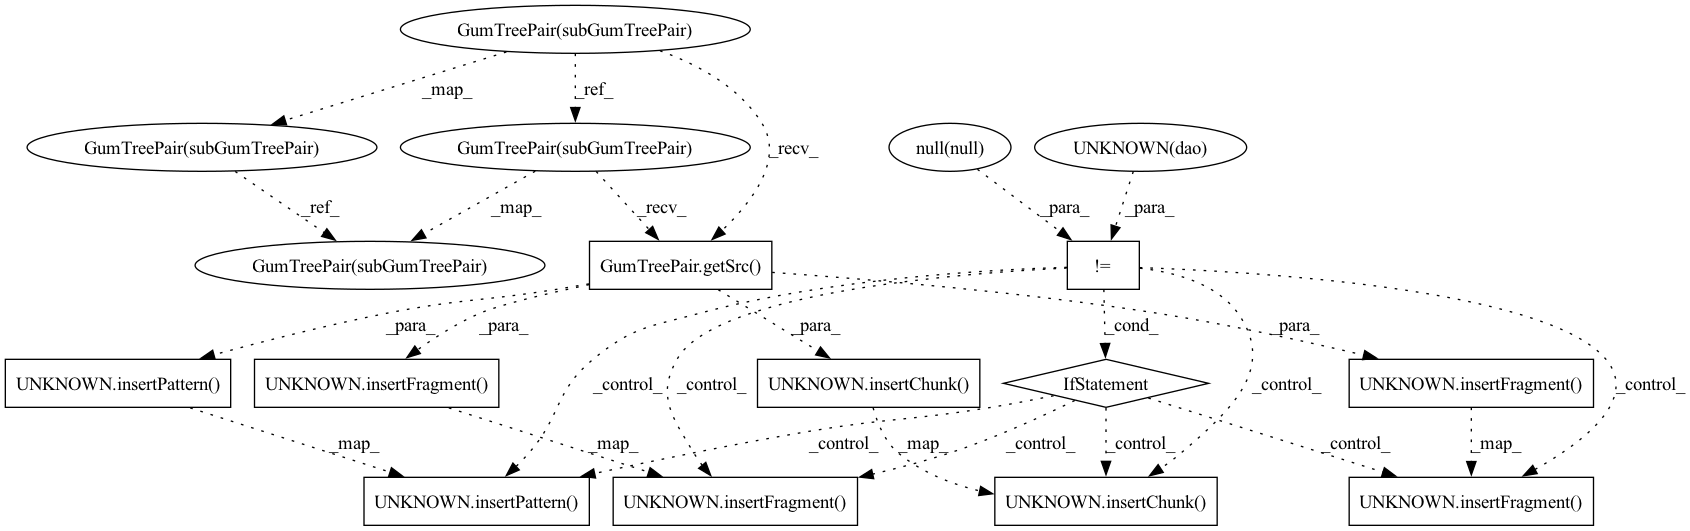 GumTreePair(subGumTreePair)
_map_
_ref_
GumTreePair(subGumTreePair)
GumTreePair(subGumTreePair)
_recv_
null(null)
UNKNOWN(dao)
_ref_
_map_
_recv_
_para_
_para_
GumTreePair(subGumTreePair)
GumTreePair.getSrc()
!=
_para_
_para_
_para_
_cond_
_para_
UNKNOWN.insertPattern()
UNKNOWN.insertFragment()
_control_
_control_
UNKNOWN.insertChunk()
IfStatement
_control_
UNKNOWN.insertFragment()
_control_
_map_
_map_
_control_
_map_
_control_
_control_
_control_
_map_
UNKNOWN.insertPattern()
UNKNOWN.insertFragment()
UNKNOWN.insertChunk()
UNKNOWN.insertFragment()